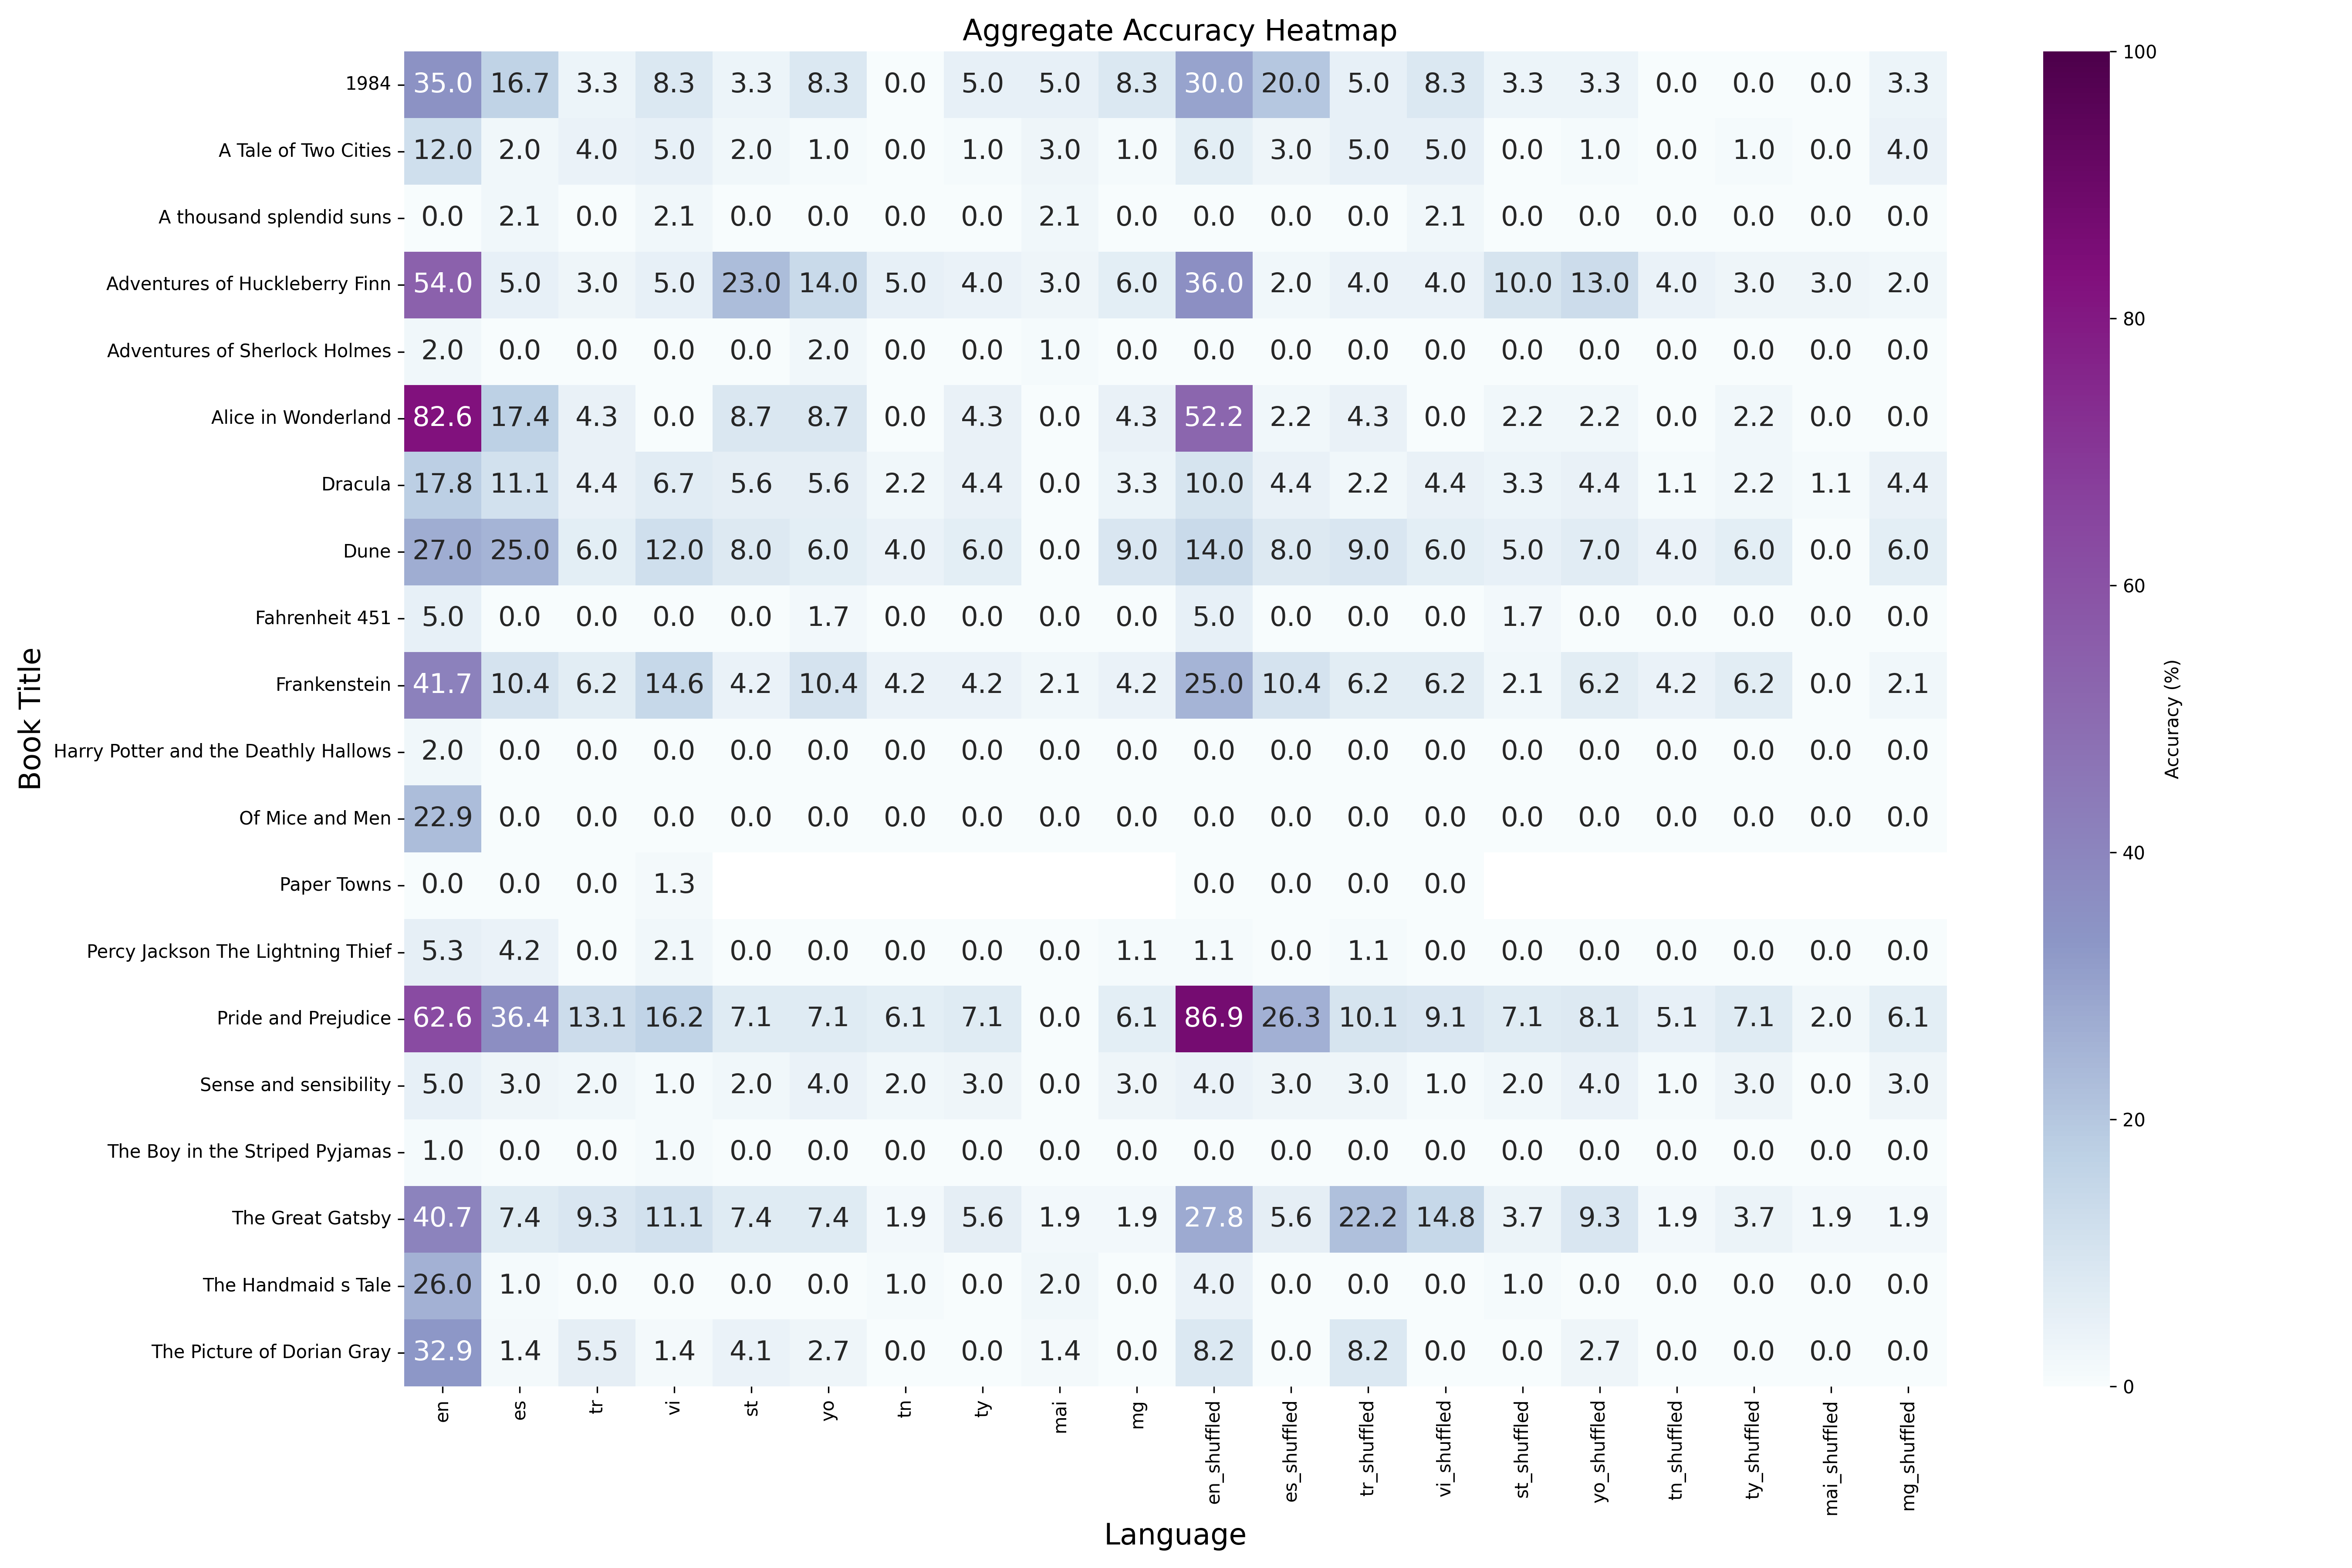 Aggregate Accuracy Heatmap
Book Title
1984 35.0 16.7 3.3 8.3 3.3 8.3 0.0 5.0 5.0 8.3 30.0 20.0 5.0 8.3 3.3 3.3 0.0 0.0 0.0 3.3
A Tale of Two Cities 12.0 2.0 4.0 5.0 2.0 1.0 0.0 1.0 3.0 1.0 6.0 3.0 5.0 5.0 0.0 1.0 0.0 1.0 0.0 4.0
A thousand splendid suns 0.0 2.1 0.0 2.1 0.0 0.0 0.0 0.0 2.1 0.0 0.0 0.0 0.0 2.1 0.0 0.0 0.0 0.0 0.0 0.0
Adventures of Huckleberry Finn 54.0 5.0 3.0 5.0 23.0 14.0 5.0 4.0 3.0 6.0 36.0 2.0 4.0 4.0 10.0 13.0 4.0 3.0 3.0 2.0
Adventures of Sherlock Holmes 2.0 0.0 0.0 0.0 0.0 2.0 0.0 0.0 1.0 0.0 0.0 0.0 0.0 0.0 0.0 0.0 0.0 0.0 0.0 0.0
Alice in Wonderland 82.6 17.4 4.3 0.0 8.7 8.7 0.0 4.3 0.0 4.3 52.2 2.2 4.3 0.0 2.2 2.2 0.0 2.2 0.0 0.0
Dracula 17.8 11.1 4.4 6.7 5.6 5.6 2.2 4.4 0.0 3.3 10.0 4.4 2.2 4.4 3.3 4.4 1.1 2.2 1.1 4.4
Dune 27.0 25.0 6.0 12.0 8.0 6.0 4.0 6.0 0.0 9.0 14.0 8.0 9.0 6.0 5.0 7.0 4.0 6.0 0.0 6.0
Fahrenheit 451 5.0 0.0 0.0 0.0 0.0 1.7 0.0 0.0 0.0 0.0 5.0 0.0 0.0 0.0 1.7 0.0 0.0 0.0 0.0 0.0
Frankenstein 41.7 10.4 6.2 14.6 4.2 10.4 4.2 4.2 2.1 4.2 25.0 10.4 6.2 6.2 2.1 6.2 4.2 6.2 0.0 2.1
Harry Potter and the Deathly Hallows 2.0 0.0 0.0 0.0 0.0 0.0 0.0 0.0 0.0 0.0 0.0 0.0 0.0 0.0 0.0 0.0 0.0 0.0 0.0 0.0
Of Mice and Men 22.9 0.0 0.0 0.0 0.0 0.0 0.0 0.0 0.0 0.0 0.0 0.0 0.0 0.0 0.0 0.0 0.0 0.0 0.0 0.0
Paper Towns 0.0 0.0 0.0 1.3 0.0 0.0 0.0 0.0
Percy Jackson The Lightning Thief 5.3 4.2 0.0 2.1 0.0 0.0 0.0 0.0 0.0 1.1 1.1 0.0 1.1 0.0 0.0 0.0 0.0 0.0 0.0 0.0
Pride and Prejudice 62.6 36.4 13.1 16.2 7.1 7.1 6.1 7.1 0.0 6.1 86.9 26.3 10.1 9.1 7.1 8.1 5.1 7.1 2.0 6.1
Sense and sensibility 5.0 3.0 2.0 1.0 2.0 4.0 2.0 3.0 0.0 3.0 4.0 3.0 3.0 1.0 2.0 4.0 1.0 3.0 0.0 3.0
The Boy in the Striped Pyjamas 1.0 0.0 0.0 1.0 0.0 0.0 0.0 0.0 0.0 0.0 0.0 0.0 0.0 0.0 0.0 0.0 0.0 0.0 0.0 0.0
The Great Gatsby 40.7 7.4 9.3 11.1 7.4 7.4 1.9 5.6 1.9 1.9 27.8 5.6 22.2 14.8 3.7 9.3 1.9 3.7 1.9 1.9
The Handmaid s Tale 26.0 1.0 0.0 0.0 0.0 0.0 1.0 0.0 2.0 0.0 4.0 0.0 0.0 0.0 1.0 0.0 0.0 0.0 0.0 0.0
The Picture of Dorian Gray 32.9 1.4 5.5 1.4 4.1 2.7 0.0 0.0 1.4 0.0 8.2 0.0 8.2 0.0 0.0 2.7 0.0 0.0 0.0 0.0
en es tr vi st yo tn ty mai mg en_shuffled es_shuffled tr_shuffled vi_shuffled st_shuffled yo_shuffled tn_shuffled ty_shuffled mai_shuffled mg_shuffled
Language
100
80
60
40
20
0
Accuracy (%)